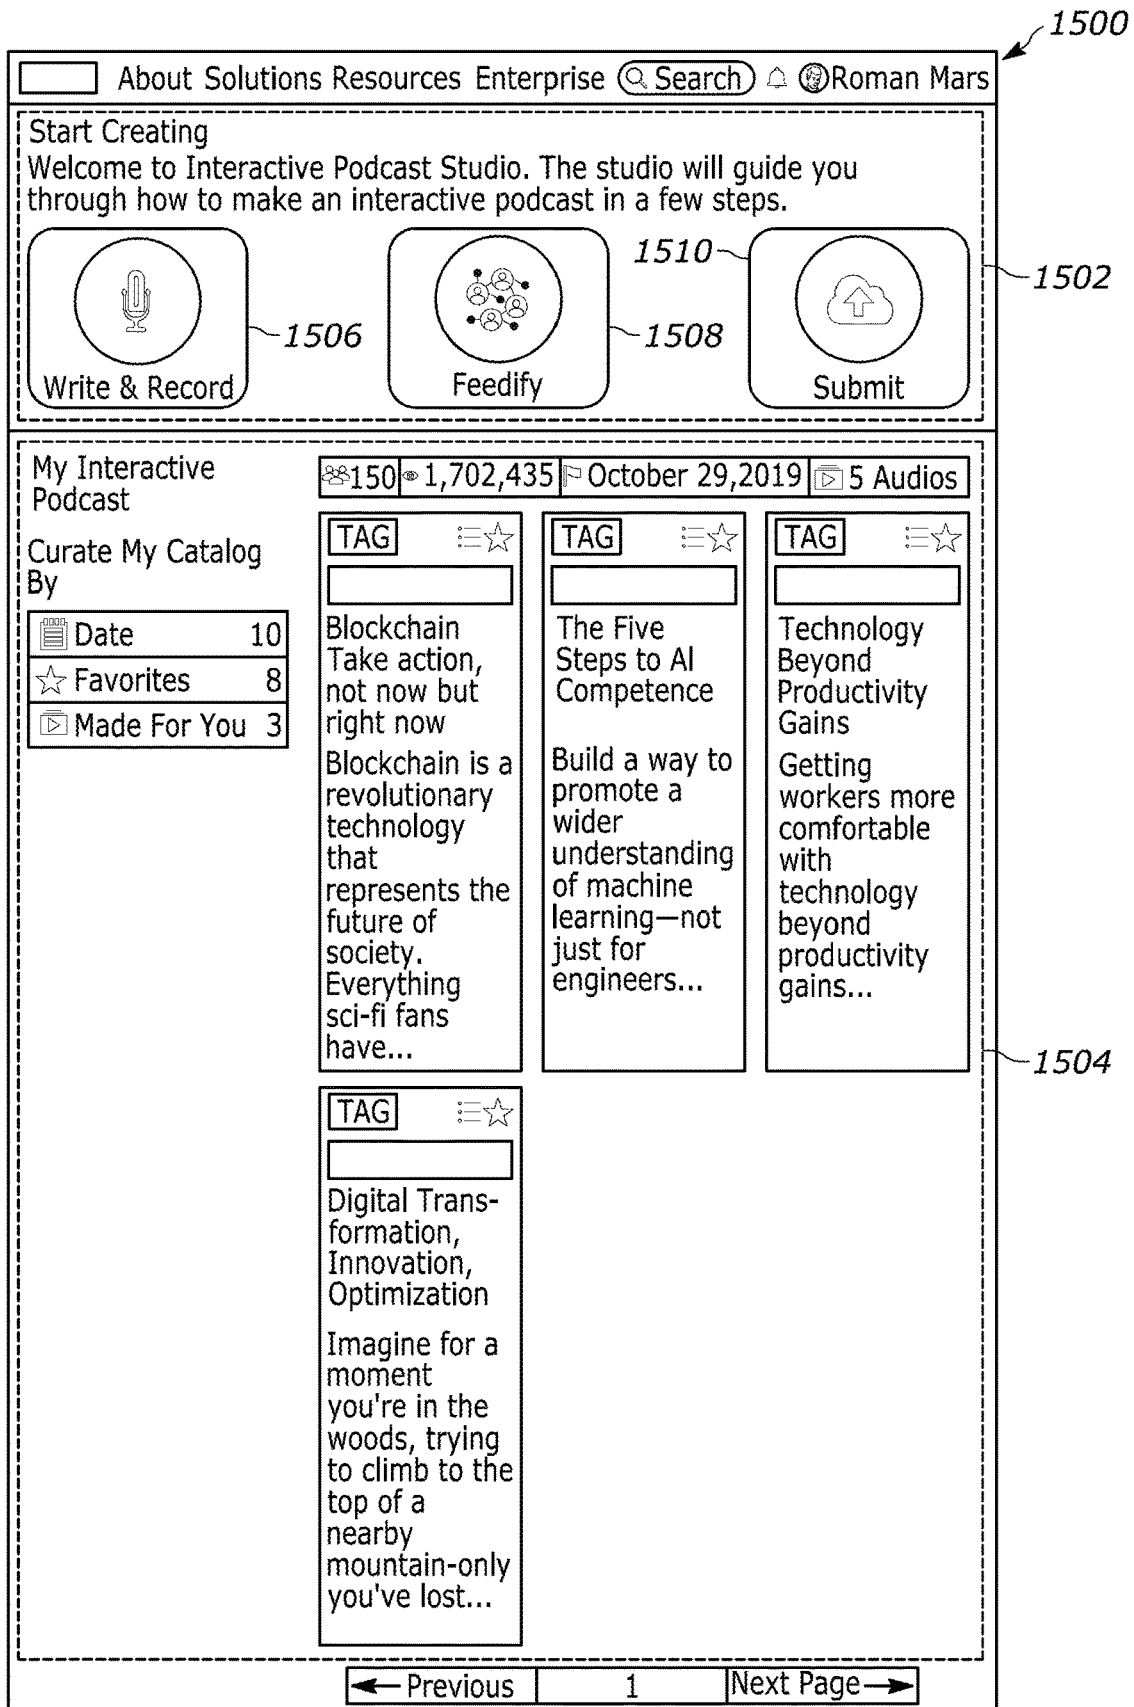 1500
About Solutions Resources Enterprise Search Roman Mars
Start Creating
Welcome to Interactive Podcast Studio. The studio will guide you
through how to make an interactive podcast in a few steps.
1510
1502
1506
1508
Write & Record
Feedify
Submit
My Interactive
Podcast
150 1,702,435 October 29,2019 5 Audios
Curate My Catalog
By
Date 10
Favorites 8
Made For You 3
TAG
Blockchain
Take action,
not now but
right now
Blockchain is a
revolutionary
technology
that
represents the
future of
society.
Everything
sci-fi fans
have...
TAG
The Five
Steps to AI
Competence
Build a way to
promote a
wider
understanding
of machine
learning—not
just for
engineers...
TAG
Technology
Beyond
Productivity
Gains
Getting
workers more
comfortable
with
technology
beyond
productivity
gains...
1504
TAG
Digital Trans-
formation,
Innovation,
Optimization
Imagine for a
moment
you're in the
woods, trying
to climb to the
top of a
nearby
mountain-only
you've lost...
Previous 1 Next Page